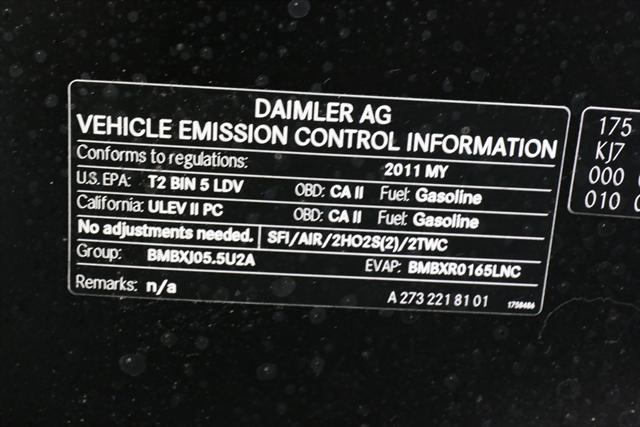 DAIMLER AG
VEHICLE EMISSION CONTROL INFORMATION
Conforms to regulations: 2011 MY
U.S. EPA: T2 BIN 5 LDV OBD: CA II Fuel: Gasoline
California: ULEV II PC OBD: CA II Fuel: Gasoline
No adjustments needed. SFI/AIR/2HO2S(2)/2TWC
Group: BMBXJ05.5U2A EVAP: BMBXR0165LNC
Remarks: n/a A 273 221 81 01 1758486
175
KJ7
000
010